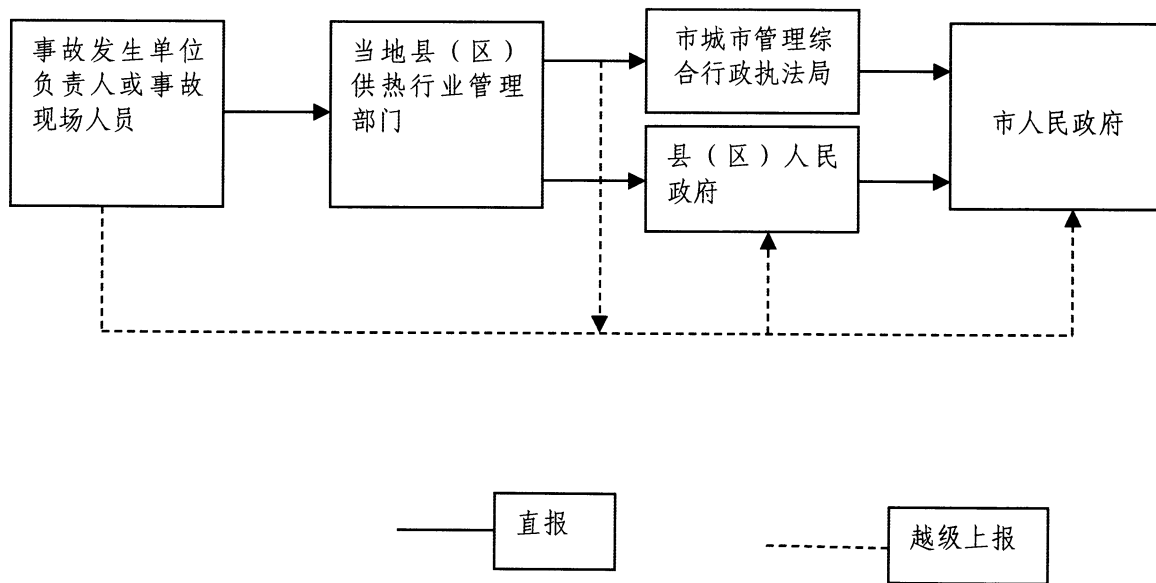 事故发生单位
负责人或事故
现场人员
当地县（区）
供热行业管理
部门
市城市管理综
合行政执法局
县（区）人民
政府
市人民政府
直报
越级上报